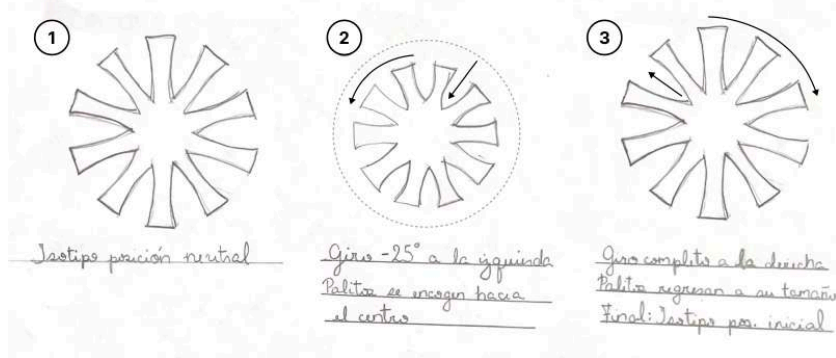 1
Isotipo posición neutral
2
Giro -25° a la izquierda
Palitos se encogen hacia
el centro
3
Giro completo a la derecha
Palitos regresan a su tamaño
Final: Isotipo pos. inicial